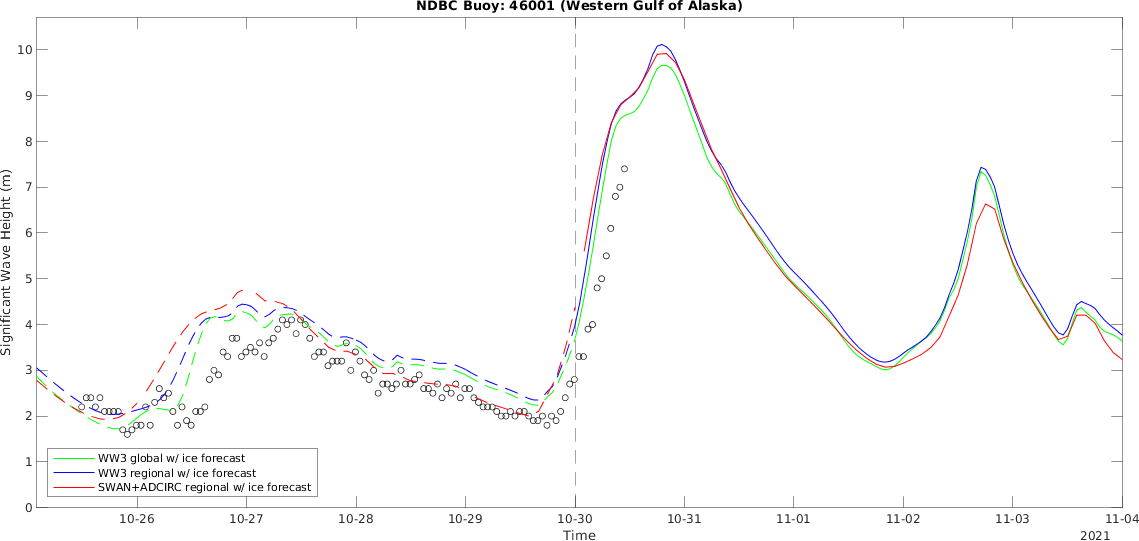 NDBC Buoy: 46001 (Western Gulf of Alaska)
10
9
8
7
6
5
4
3
2
1
0
Significant Wave Height (m)
WW3 global w/ ice forecast
WW3 regional w/ ice forecast
SWAN+ADCIRC regional w/ ice forecast
10-26 10-27 10-28 10-29 10-30 10-31 11-01 11-02 11-03 11-04
Time
2021